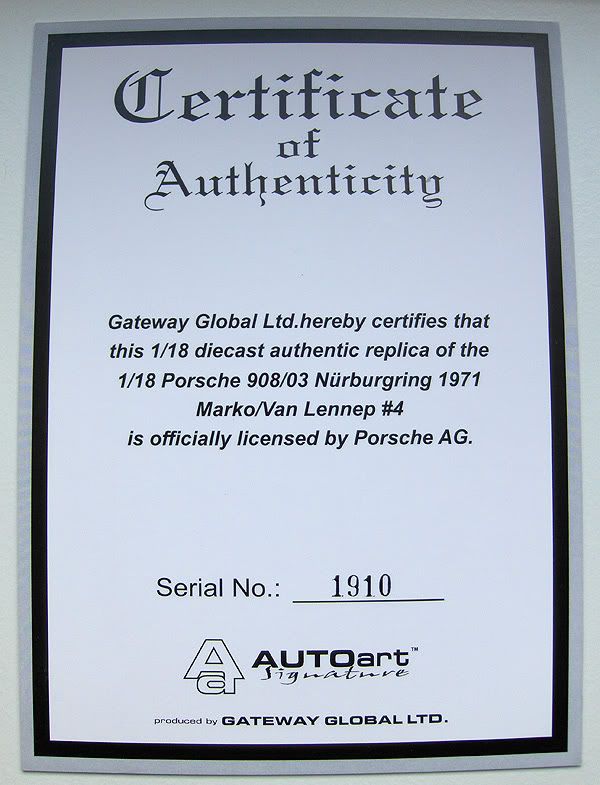 Certificate
of
Authenticity
Gateway Global Ltd.hereby certifies that
this 1/18 diecast authentic replica of the
1/18 Porsche 908/03 Nürburgring 1971
Marko/Van Lennep #4
is officially licensed by Porsche AG.
Serial No.: 1910
Aa AUTOart™
Signature
produced by GATEWAY GLOBAL LTD.